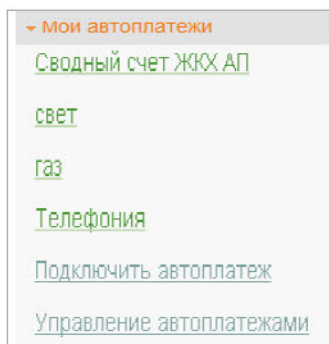 Мои автоплатежи
Сводный счет ЖКХ АП
свет
газ
Телефония
Подключить автоплатеж
Управление автоплатежами